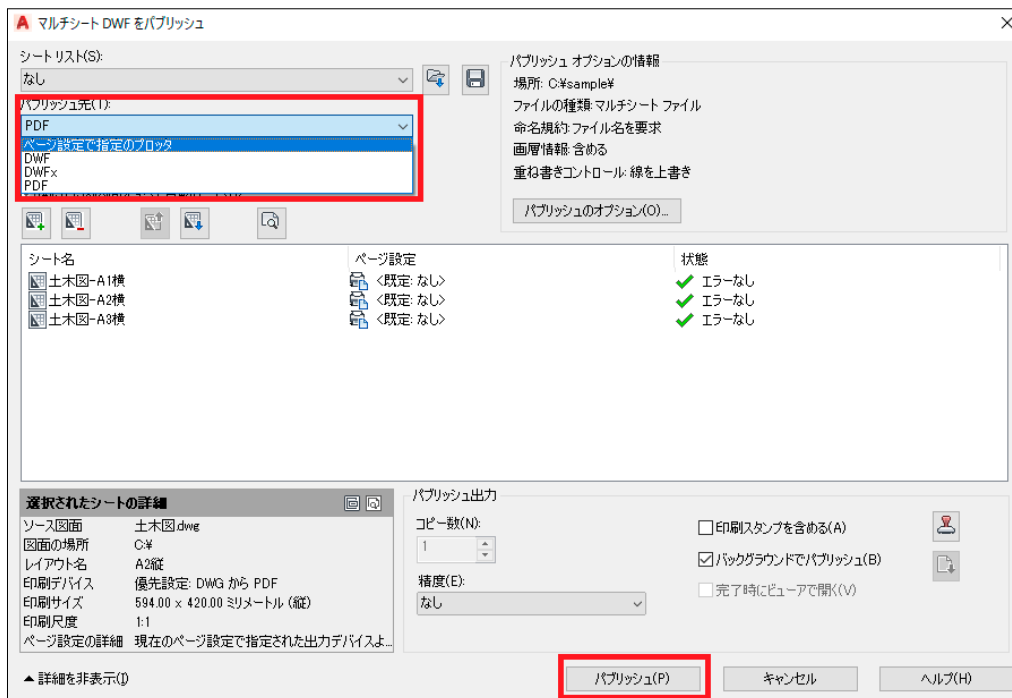 マルチシート DWF をパブリッシュ
シートリスト(S):
なし
パブリッシュ先(T):
PDF
ページ設定で指定のプロッタ
DWF
DWFx
PDF
パブリッシュ オプションの情報
場所: C:¥sample¥
ファイルの種類: マルチシート ファイル
命名規約: ファイル名を要求
画層情報: 含める
重ね書きコントロール: 線を上書き
パブリッシュのオプション(O)...
シート名 ページ設定 状態
土木図-A1横 <既定: なし> エラーなし
土木図-A2横 <既定: なし> エラーなし
土木図-A3横 <既定: なし> エラーなし
選択されたシートの詳細
ソース図面 土木図.dwg
図面の場所 C:¥
レイアウト名 A2縦
印刷デバイス 優先設定: DWG から PDF
印刷サイズ 594.00 x 420.00 ミリメートル (縦)
印刷尺度 1:1
ページ設定の詳細 現在のページ設定で指定された出力デバイスよ...
パブリッシュ出力
コピー数(N):
1
精度(E):
なし
印刷スタンプを含める(A)
バックグラウンドでパブリッシュ(B)
完了時にビューアで開く(V)
詳細を非表示(I)
パブリッシュ(P)
キャンセル
ヘルプ(H)